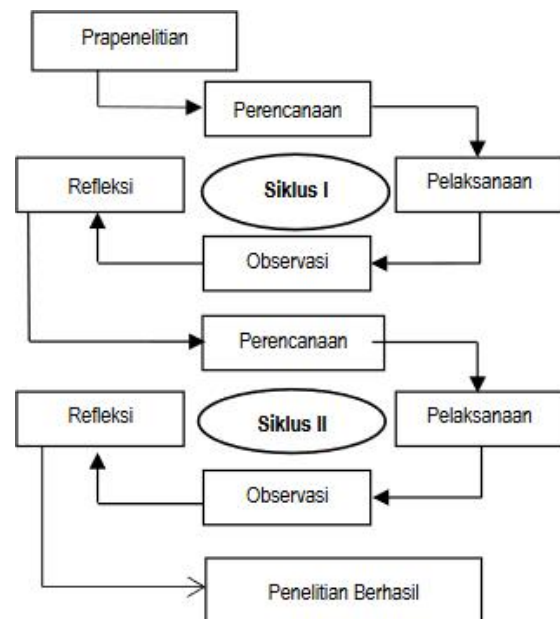 Prapenelitian
Perencanaan
Refleksi
Siklus I
Pelaksanaan
Observasi
Perencanaan
Refleksi
Siklus II
Pelaksanaan
Observasi
Penelitian Berhasil